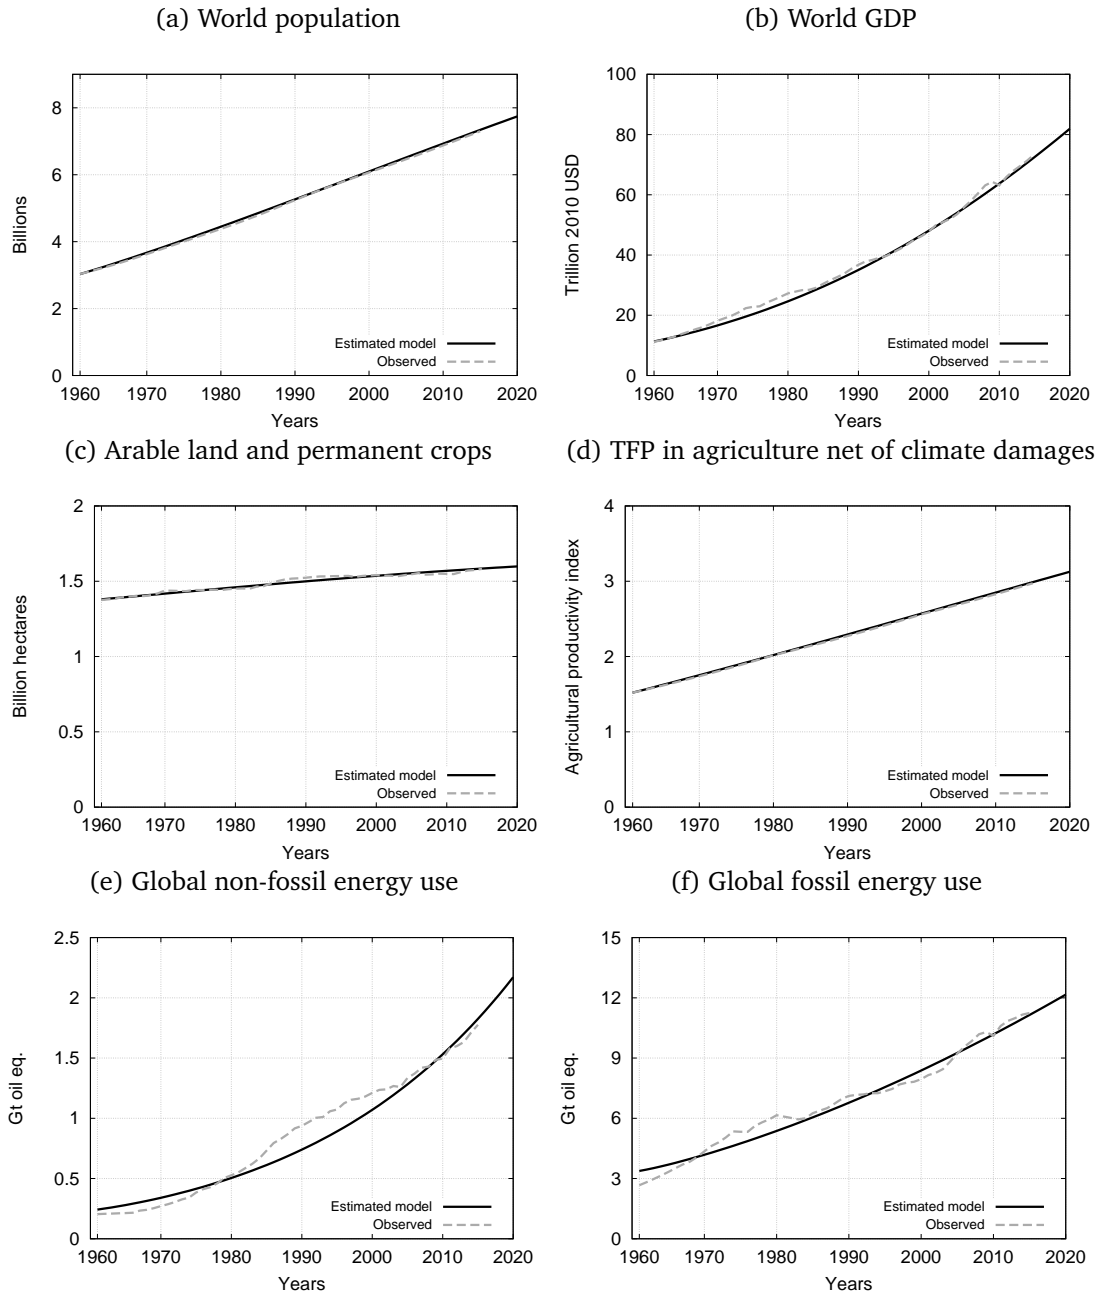 (a) World population
(b) World GDP
Billions
8
6
4
2
0
1960 1970 1980 1990 2000 2010 2020
Years
Estimated model
Observed
Trillion 2010 USD
100
80
60
40
20
0
1960 1970 1980 1990 2000 2010 2020
Years
Estimated model
Observed
(c) Arable land and permanent crops
(d) TFP in agriculture net of climate damages
Billion hectares
2
1.5
1
0.5
0
1960 1970 1980 1990 2000 2010 2020
Years
Estimated model
Observed
Agricultural productivity index
4
3
2
1
0
1960 1970 1980 1990 2000 2010 2020
Years
Estimated model
Observed
(e) Global non-fossil energy use
(f) Global fossil energy use
Gt oil eq.
2.5
2
1.5
1
0.5
0
1960 1970 1980 1990 2000 2010 2020
Years
Estimated model
Observed
Gt oil eq.
15
12
9
6
3
0
1960 1970 1980 1990 2000 2010 2020
Years
Estimated model
Observed